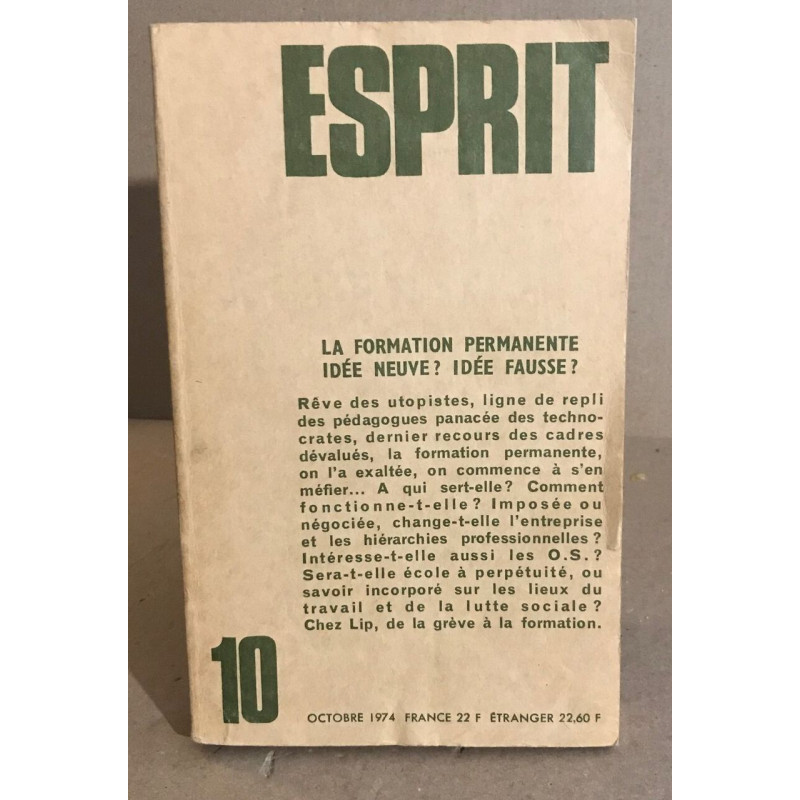 ESPRIT
LA FORMATION PERMANENTE
IDÉE NEUVE? IDÉE FAUSSE?
Rêve des utopistes, ligne de repli
des pédagogues panacée des techno-
crates, dernier recours des cadres
dévalués, la formation permanente,
on l'a exaltée, on commence à s'en
méfier... A qui sert-elle? Comment
fonctionne-t-elle? Imposée ou
négociée, change-t-elle l'entreprise
et les hiérarchies professionnelles?
Intéresse-t-elle aussi les O.S.?
Sera-t-elle école à perpétuité, ou
savoir incorporé sur les lieux du
travail et de la lutte sociale?
Chez Lip, de la grève à la formation.
10
OCTOBRE 1974 FRANCE 22 F ÉTRANGER 22,60 F